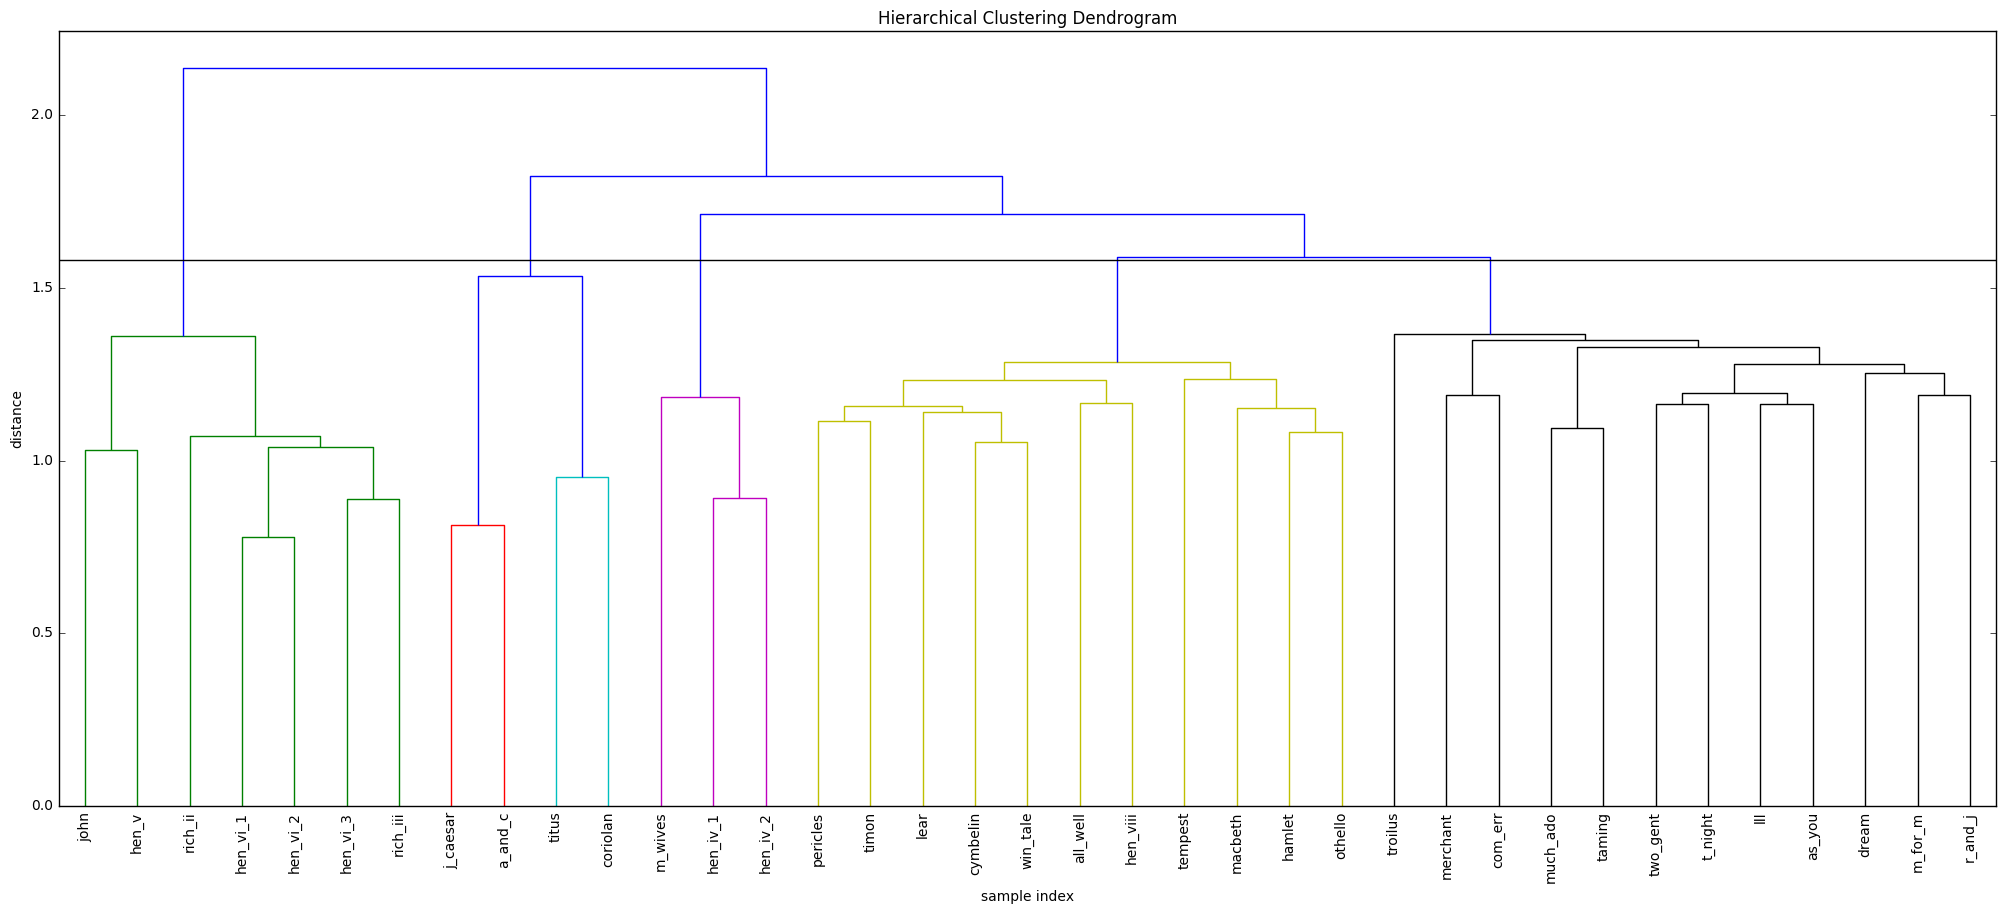 Hierarchical Clustering Dendrogram
distance
2.0
1.5
1.0
0.5
0.0
john
hen_v
rich_ii
hen_vi_1
hen_vi_2
hen_vi_3
rich_iii
j_caesar
a_and_c
titus
coriolan
m_wives
hen_iv_1
hen_iv_2
pericles
timon
lear
cymbelin
win_tale
all_well
hen_viii
tempest
macbeth
hamlet
othello
troilus
merchant
com_err
much_ado
taming
two_gent
t_night
lll
as_you
dream
m_for_m
r_and_j
sample index